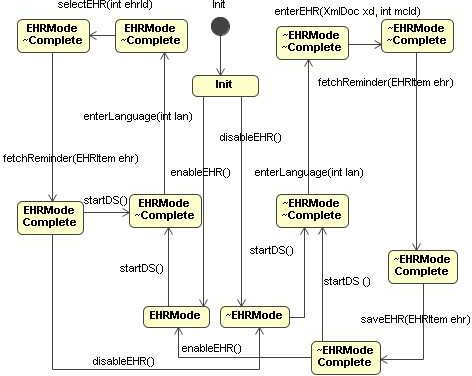 selectEHR(int ehrId)
Init
enterEHR(XmlDoc xd, int mcId)
EHRMode
~Complete
EHRMode
~Complete
~EHRMode
~Complete
~EHRMode
~Complete
Init
fetchReminder(EHRItem ehr)
enterLanguage(int lan)
disableEHR()
fetchReminder(EHRItem ehr)
enableEHR()
enterLanguage(int lan)
EHRMode
Complete
startDS()
EHRMode
~Complete
~EHRMode
~Complete
startDS()
startDS()
~EHRMode
Complete
startDS ()
EHRMode
~EHRMode
saveEHR(EHRItem ehr)
enableEHR()
disableEHR()
~EHRMode
Complete